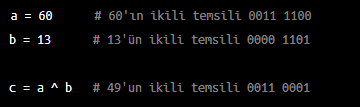 a = 60 # 60'ın ikili temsili 0011 1100
b = 13 # 13'ün ikili temsili 0000 1101
c = a ^ b # 49'un ikili temsili 0011 0001